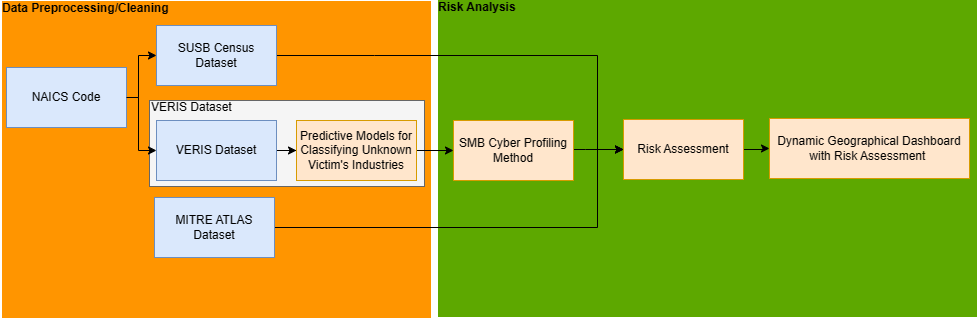 Data Preprocessing/Cleaning
Risk Analysis
SUSB Census
Dataset
NAICS Code
VERIS Dataset
VERIS Dataset
Predictive Models for
Classifying Unknown
Victim's Industries
SMB Cyber Profiling
Method
Risk Assessment
Dynamic Geographical Dashboard
with Risk Assessment
MITRE ATLAS
Dataset